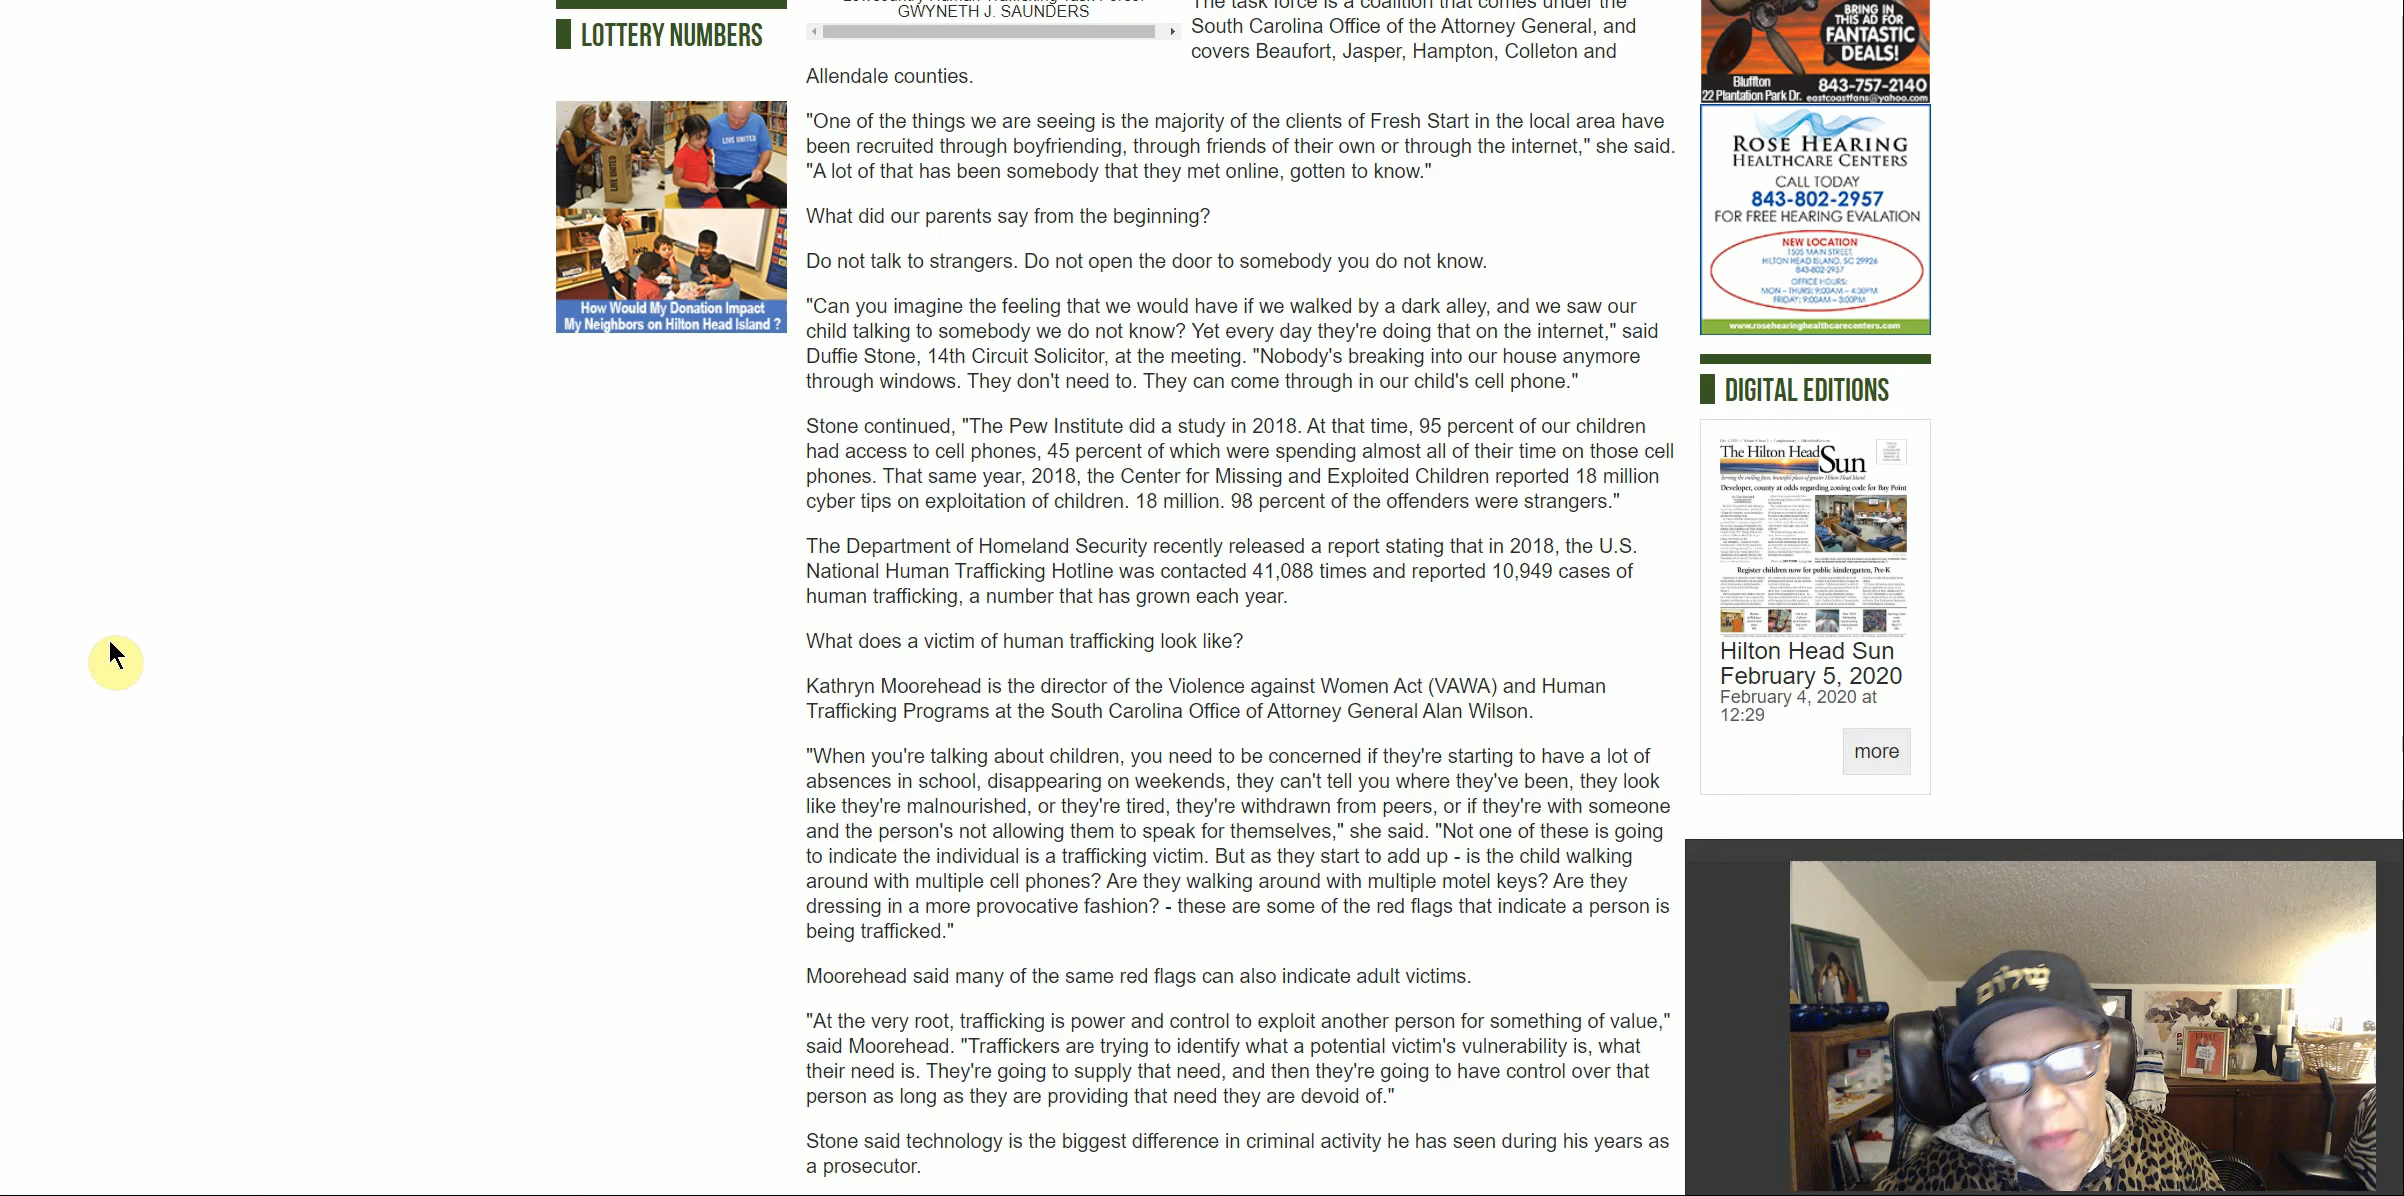 LOTTERY NUMBERS
LIVE UNITED
LIVE UNITED
How Would My Donation Impact
My Neighbors on Hilton Head Island ?
GWYNETH J. SAUNDERS
The task force is a coalition that comes under the
South Carolina Office of the Attorney General, and
covers Beaufort, Jasper, Hampton, Colleton and
Allendale counties.
"One of the things we are seeing is the majority of the clients of Fresh Start in the local area have
been recruited through boyfriending, through friends of their own or through the internet," she said.
"A lot of that has been somebody that they met online, gotten to know."
What did our parents say from the beginning?
Do not talk to strangers. Do not open the door to somebody you do not know.
"Can you imagine the feeling that we would have if we walked by a dark alley, and we saw our
child talking to somebody we do not know? Yet every day they're doing that on the internet," said
Duffie Stone, 14th Circuit Solicitor, at the meeting. "Nobody's breaking into our house anymore
through windows. They don't need to. They can come through in our child's cell phone."
Stone continued, "The Pew Institute did a study in 2018. At that time, 95 percent of our children
had access to cell phones, 45 percent of which were spending almost all of their time on those cell
phones. That same year, 2018, the Center for Missing and Exploited Children reported 18 million
cyber tips on exploitation of children. 18 million. 98 percent of the offenders were strangers."
The Department of Homeland Security recently released a report stating that in 2018, the U.S.
National Human Trafficking Hotline was contacted 41,088 times and reported 10,949 cases of
human trafficking, a number that has grown each year.
What does a victim of human trafficking look like?
Kathryn Moorehead is the director of the Violence against Women Act (VAWA) and Human
Trafficking Programs at the South Carolina Office of Attorney General Alan Wilson.
"When you're talking about children, you need to be concerned if they're starting to have a lot of
absences in school, disappearing on weekends, they can't tell you where they've been, they look
like they're malnourished, or they're tired, they're withdrawn from peers, or if they're with someone
and the person's not allowing them to speak for themselves," she said. "Not one of these is going
to indicate the individual is a trafficking victim. But as they start to add up - is the child walking
around with multiple cell phones? Are they walking around with multiple motel keys? Are they
dressing in a more provocative fashion? - these are some of the red flags that indicate a person is
being trafficked."
Moorehead said many of the same red flags can also indicate adult victims.
"At the very root, trafficking is power and control to exploit another person for something of value,"
said Moorehead. "Traffickers are trying to identify what a potential victim's vulnerability is, what
their need is. They're going to supply that need, and then they're going to have control over that
person as long as they are providing that need they are devoid of."
Stone said technology is the biggest difference in criminal activity he has seen during his years as
a prosecutor.
BRING IN
THIS AD FOR
FANTASTIC
DEALS!
Bluffton 843-757-2140
22 Plantation Park Dr. eastcoastfans@yahoo.com
ROSE HEARING
HEALTHCARE CENTERS
CALL TODAY
843-802-2957
FOR FREE HEARING EVALATION
NEW LOCATION
1505 MAIN STREET,
HILTON HEAD ISLAND, SC 29926
843-802-2957
OFFICE HOURS:
MON – THURS: 9:00AM – 4:30PM
FRIDAY: 9:00AM – 3:00PM
www.rosehearinghealthcarecenters.com
DIGITAL EDITIONS
The Hilton Head Sun
Developer, county at odds regarding zoning code for Bay Point
Register children now for public kindergarten, Pre-K
Hilton Head Sun
February 5, 2020
February 4, 2020 at
12:29
more
שלום
TIME